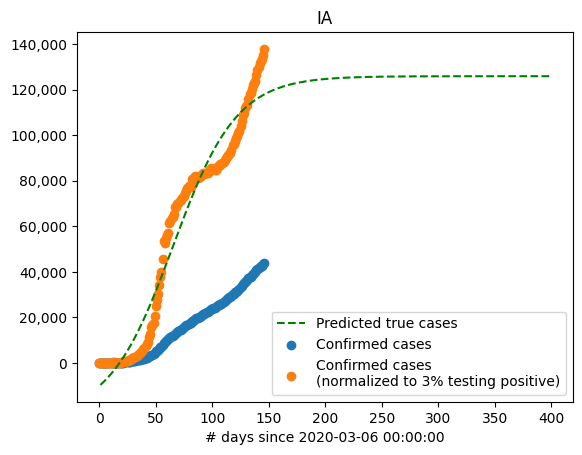 IA
140,000
120,000
100,000
80,000
60,000
40,000
20,000
0
Predicted true cases
Confirmed cases
Confirmed cases
(normalized to 3% testing positive)
0 50 100 150 200 250 300 350 400
# days since 2020-03-06 00:00:00